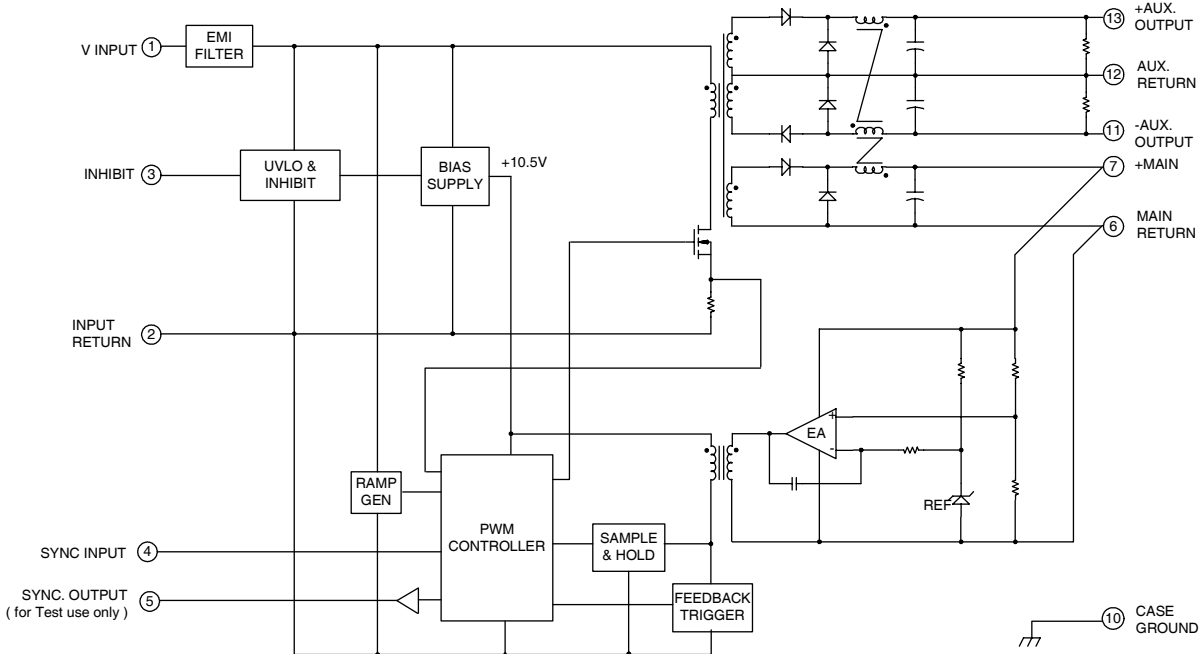 V INPUT 1
EMI
FILTER
13 +AUX.
OUTPUT
12 AUX.
RETURN
11 -AUX.
OUTPUT
INHIBIT 3
UVLO &
INHIBIT
BIAS
SUPPLY
+10.5V
7 +MAIN
6 MAIN
RETURN
INPUT
RETURN 2
+
EA
-
REF
RAMP
GEN
PWM
CONTROLLER
SAMPLE
& HOLD
SYNC INPUT 4
SYNC. OUTPUT
( for Test use only ) 5
FEEDBACK
TRIGGER
10 CASE
GROUND